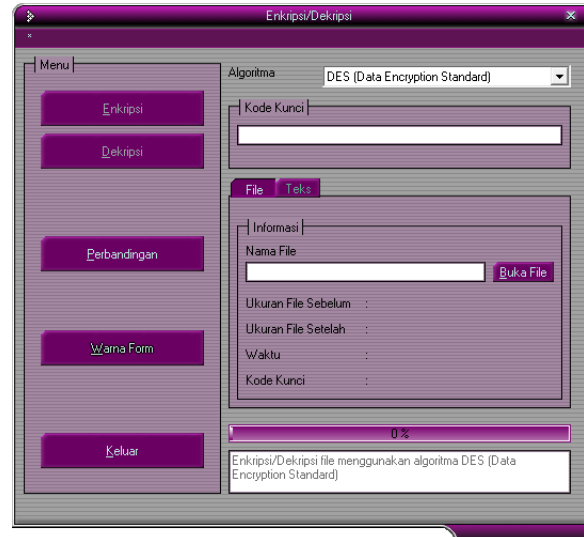 Enkripsi/Dekripsi
Menu
Enkripsi
Dekripsi
Perbandingan
Warna Form
Keluar
Algoritma
DES (Data Encryption Standard)
Kode Kunci
File
Teks
Informasi
Nama File
Buka File
Ukuran File Sebelum :
Ukuran File Setelah :
Waktu :
Kode Kunci :
0 %
Enkripsi/Dekripsi file menggunakan algoritma DES (Data
Encryption Standard)